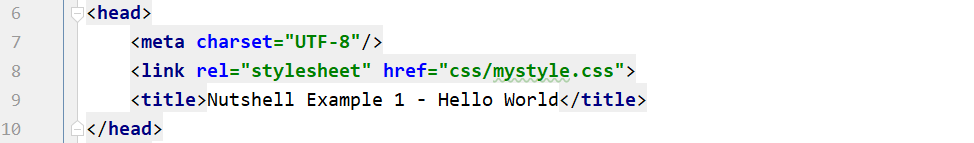 6 <head>
7 <meta charset="UTF-8"/>
8 <link rel="stylesheet" href="css/mystyle.css">
9 <title>Nutshell Example 1 - Hello World</title>
10 </head>